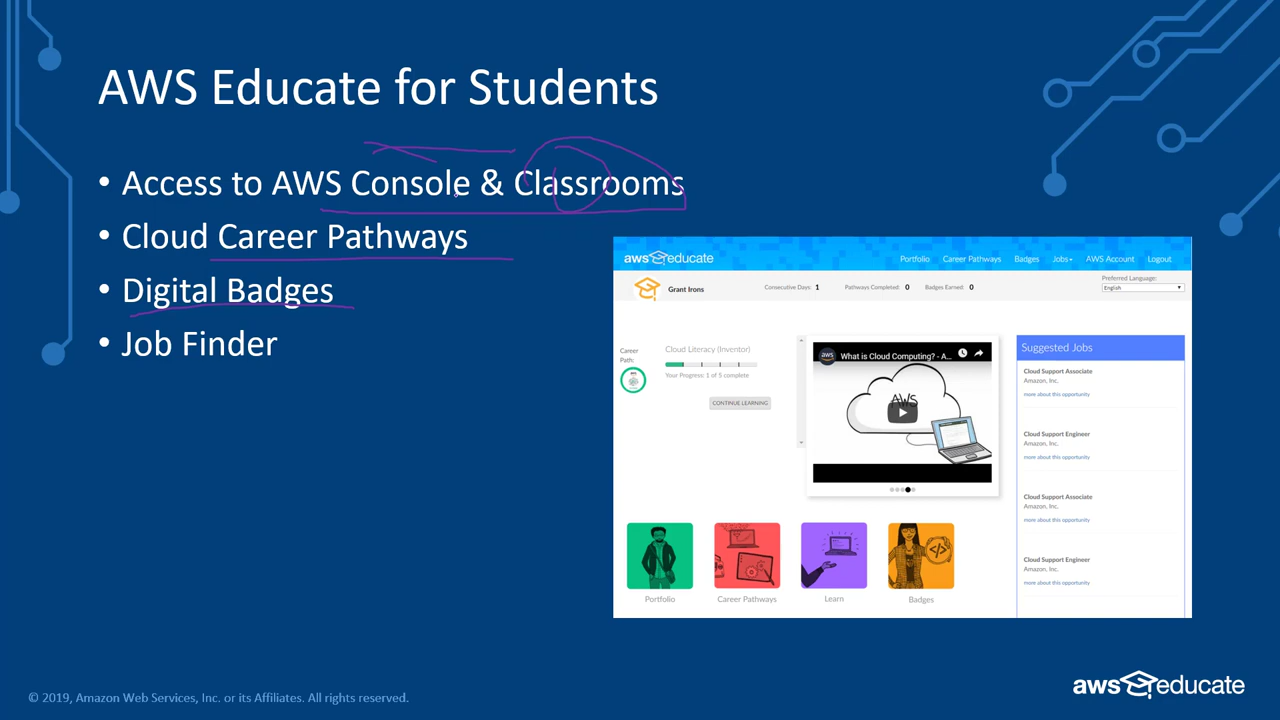 AWS Educate for Students
• Access to AWS Console & Classrooms
• Cloud Career Pathways
• Digital Badges
• Job Finder
aws educate
Portfolio Career Pathways Badges Jobs AWS Account Logout
Grant Irons
Consecutive Days: 1 Pathways Completed: 0 Badges Earned: 0
Preferred Language:
English
Career
Path:
Cloud Literacy (Inventor)
Your Progress: 1 of 5 complete
CONTINUE LEARNING
aws What is Cloud Computing? - A...
AWS
Suggested Jobs
Cloud Support Associate
Amazon, Inc.
more about this opportunity
Cloud Support Engineer
Amazon, Inc.
more about this opportunity
Cloud Support Associate
Amazon, Inc.
more about this opportunity
Cloud Support Engineer
Amazon, Inc.
more about this opportunity
Portfolio Career Pathways Learn Badges
© 2019, Amazon Web Services, Inc. or its Affiliates. All rights reserved.
aws educate